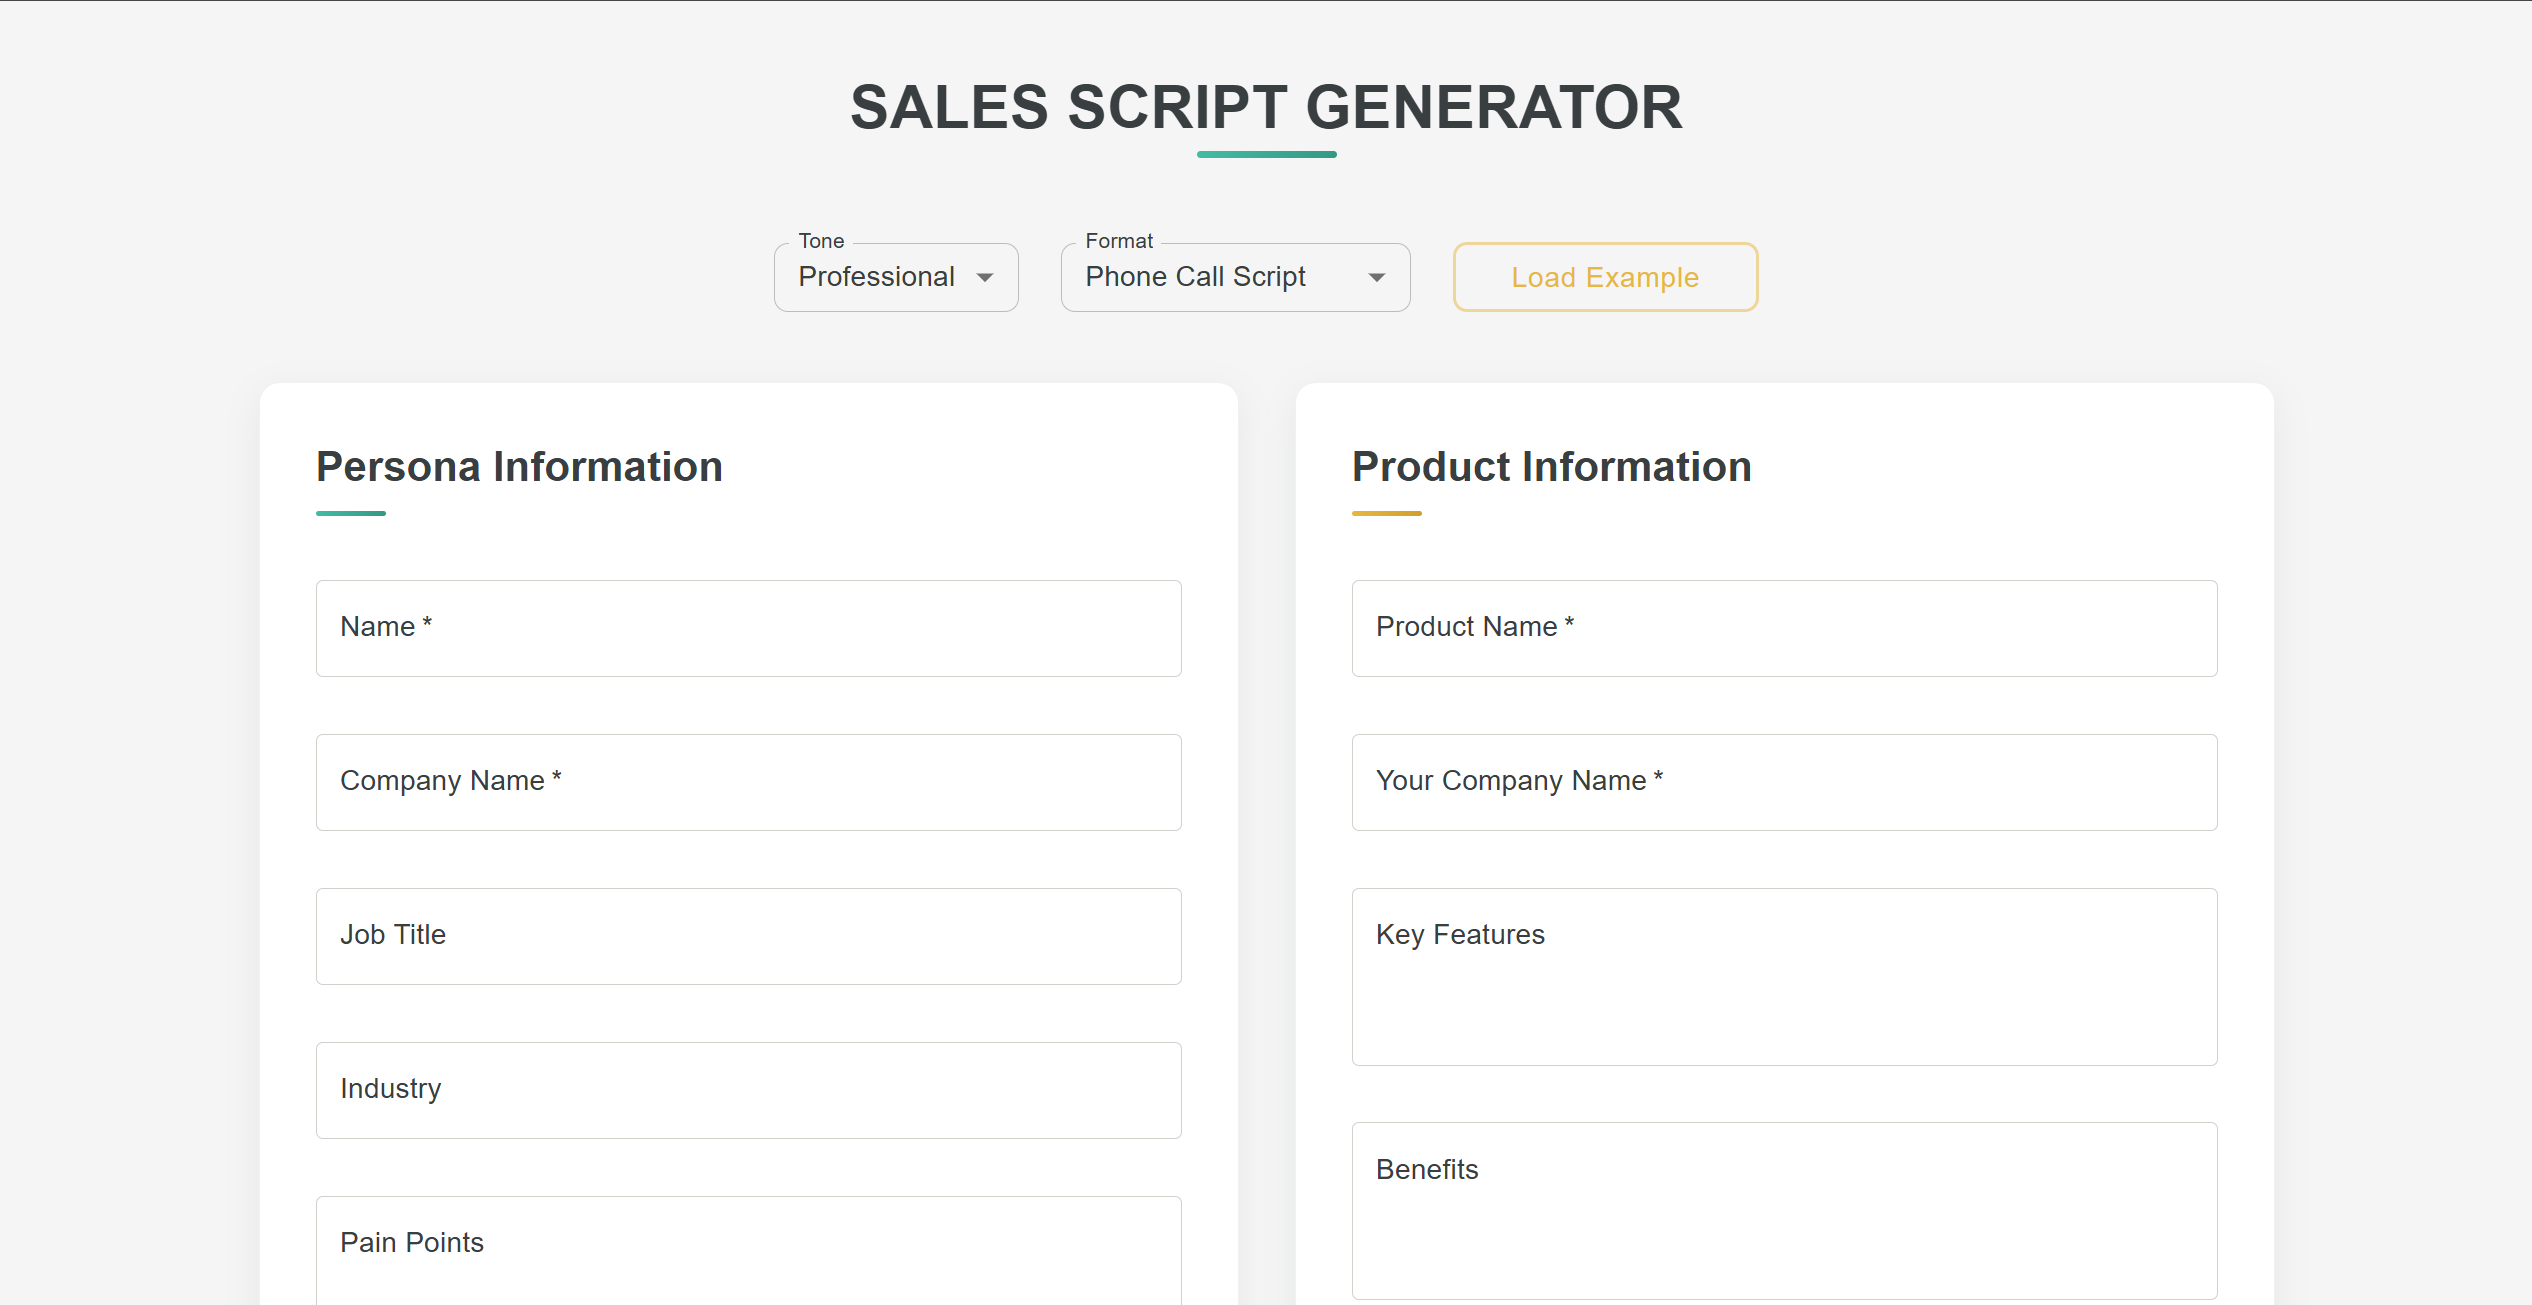 SALES SCRIPT GENERATOR
Tone
Professional
Format
Phone Call Script
Load Example
Persona Information
Name *
Company Name *
Job Title
Industry
Pain Points
Product Information
Product Name *
Your Company Name *
Key Features
Benefits